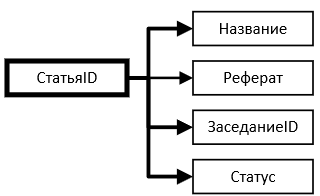 СтатьяID
Название
Реферат
ЗаседаниеID
Статус